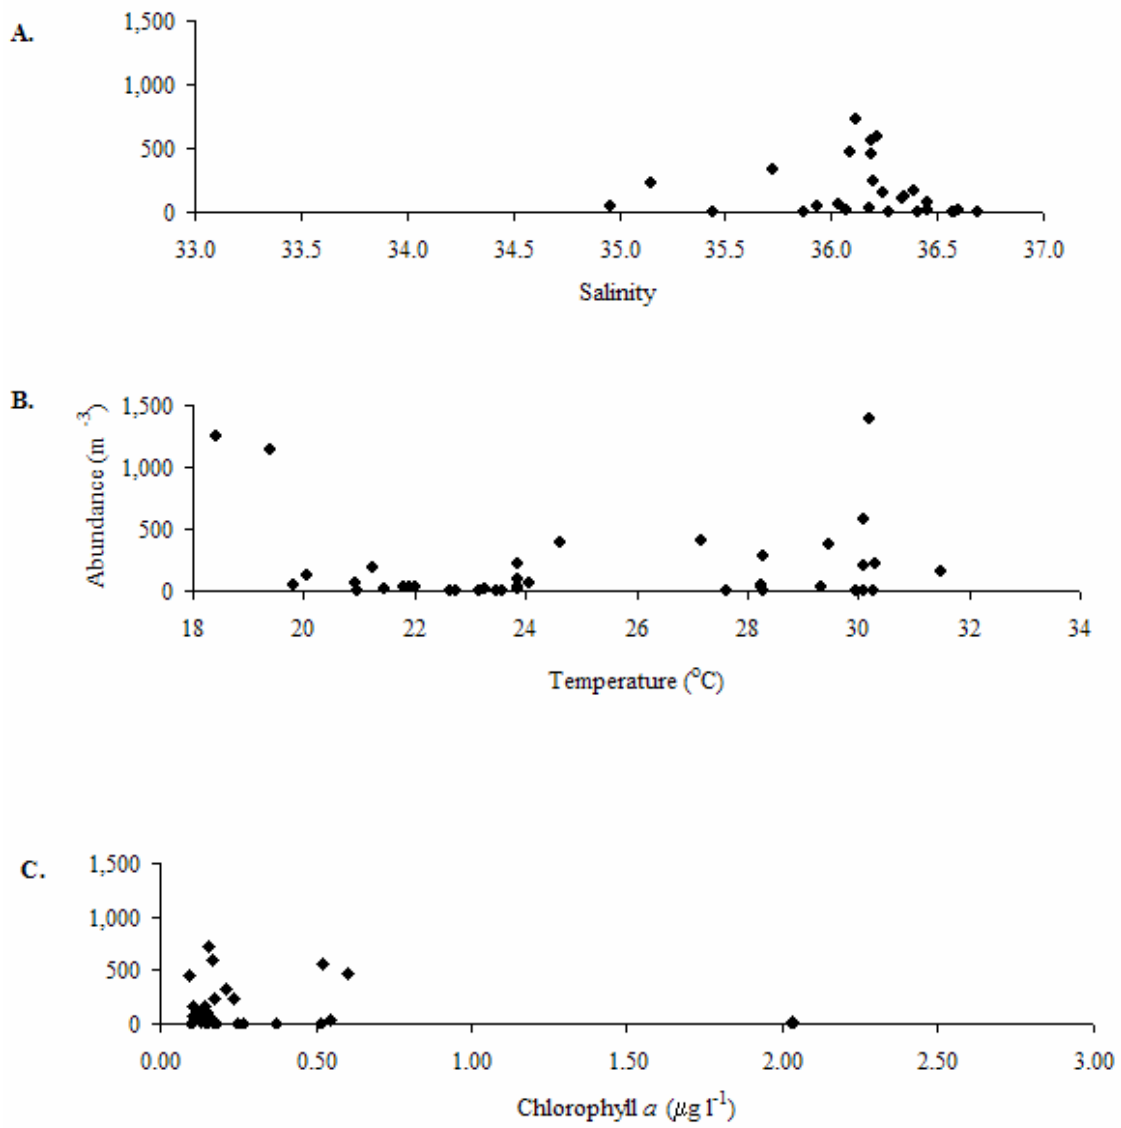 A.
1,500
1,000
500
0
33.0 33.5 34.0 34.5 35.0 35.5 36.0 36.5 37.0
Salinity
B.
Abundance (m -3)
1,500
1,000
500
0
18 20 22 24 26 28 30 32 34
Temperature (°C)
C.
1,500
1,000
500
0
0.00 0.50 1.00 1.50 2.00 2.50 3.00
Chlorophyll a (µg l-1)